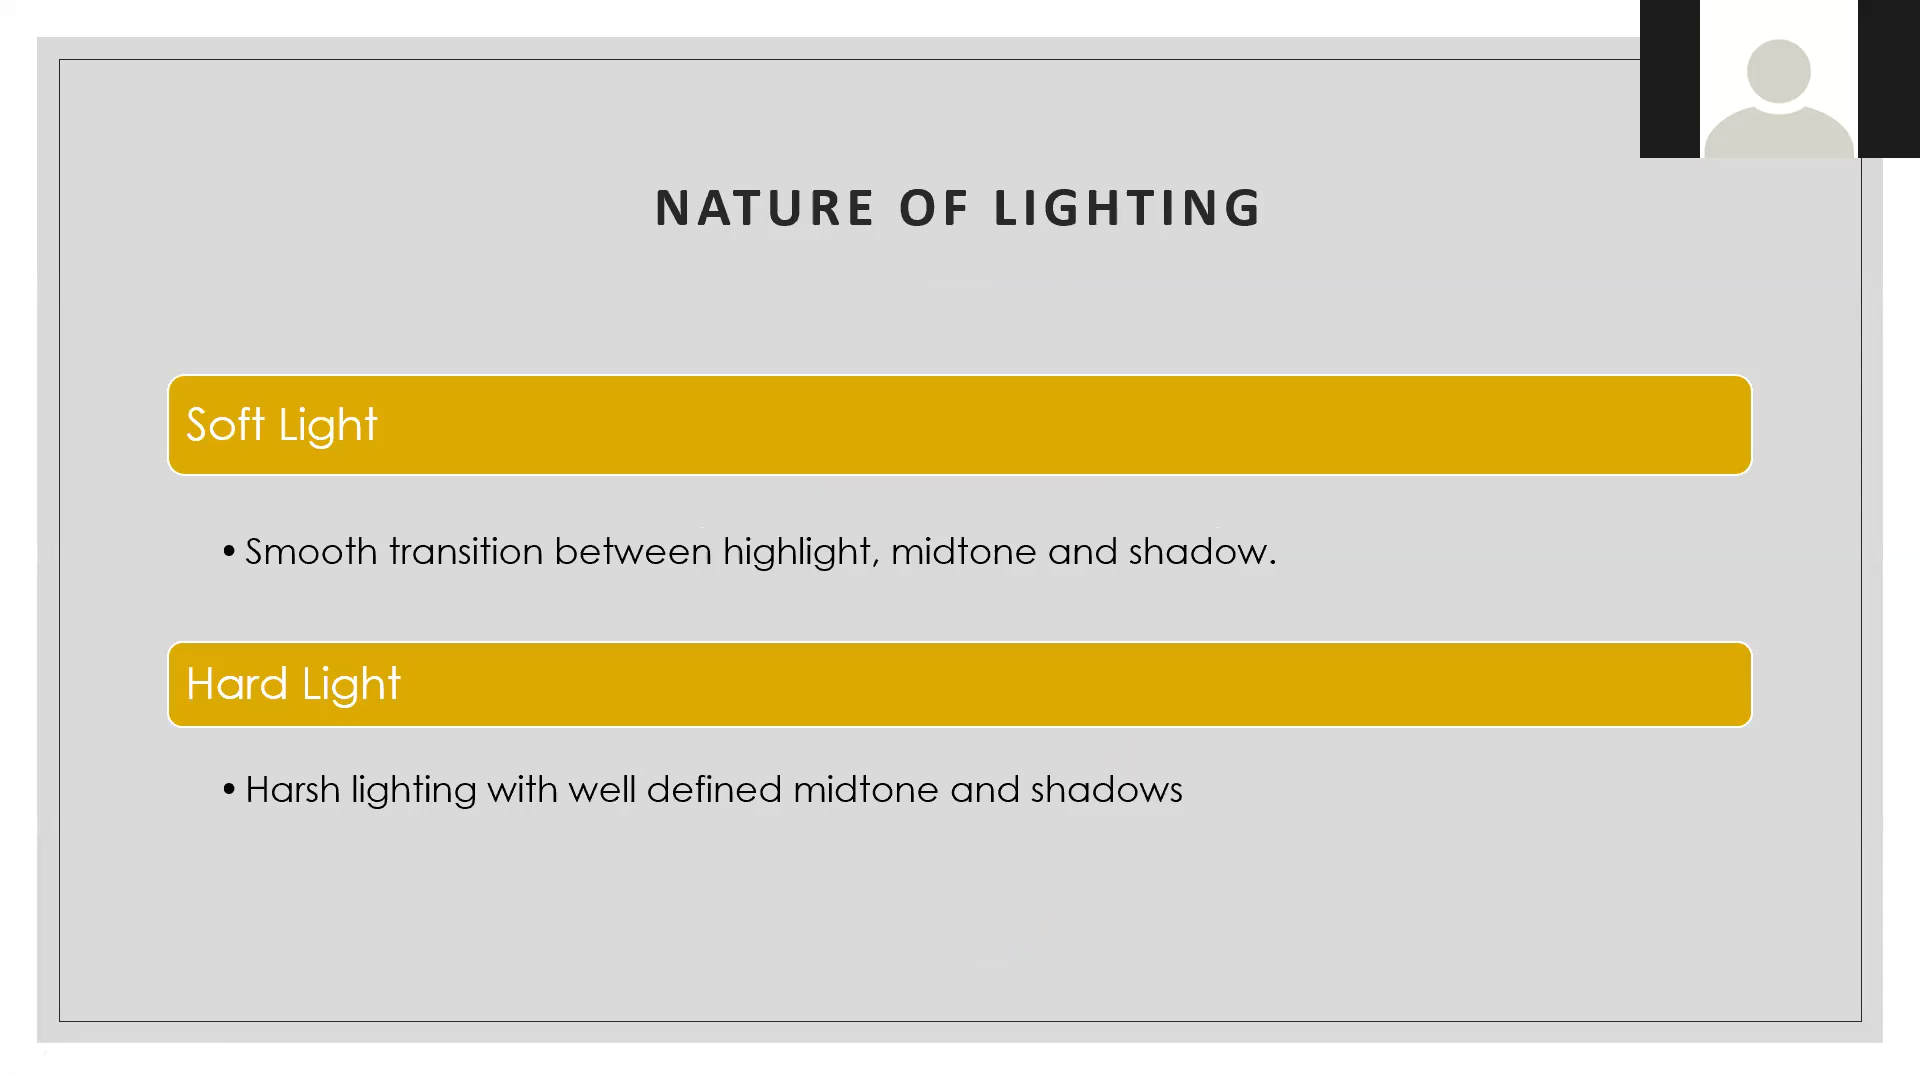 NATURE OF LIGHTING
Soft Light
• Smooth transition between highlight, midtone and shadow.
Hard Light
• Harsh lighting with well defined midtone and shadows